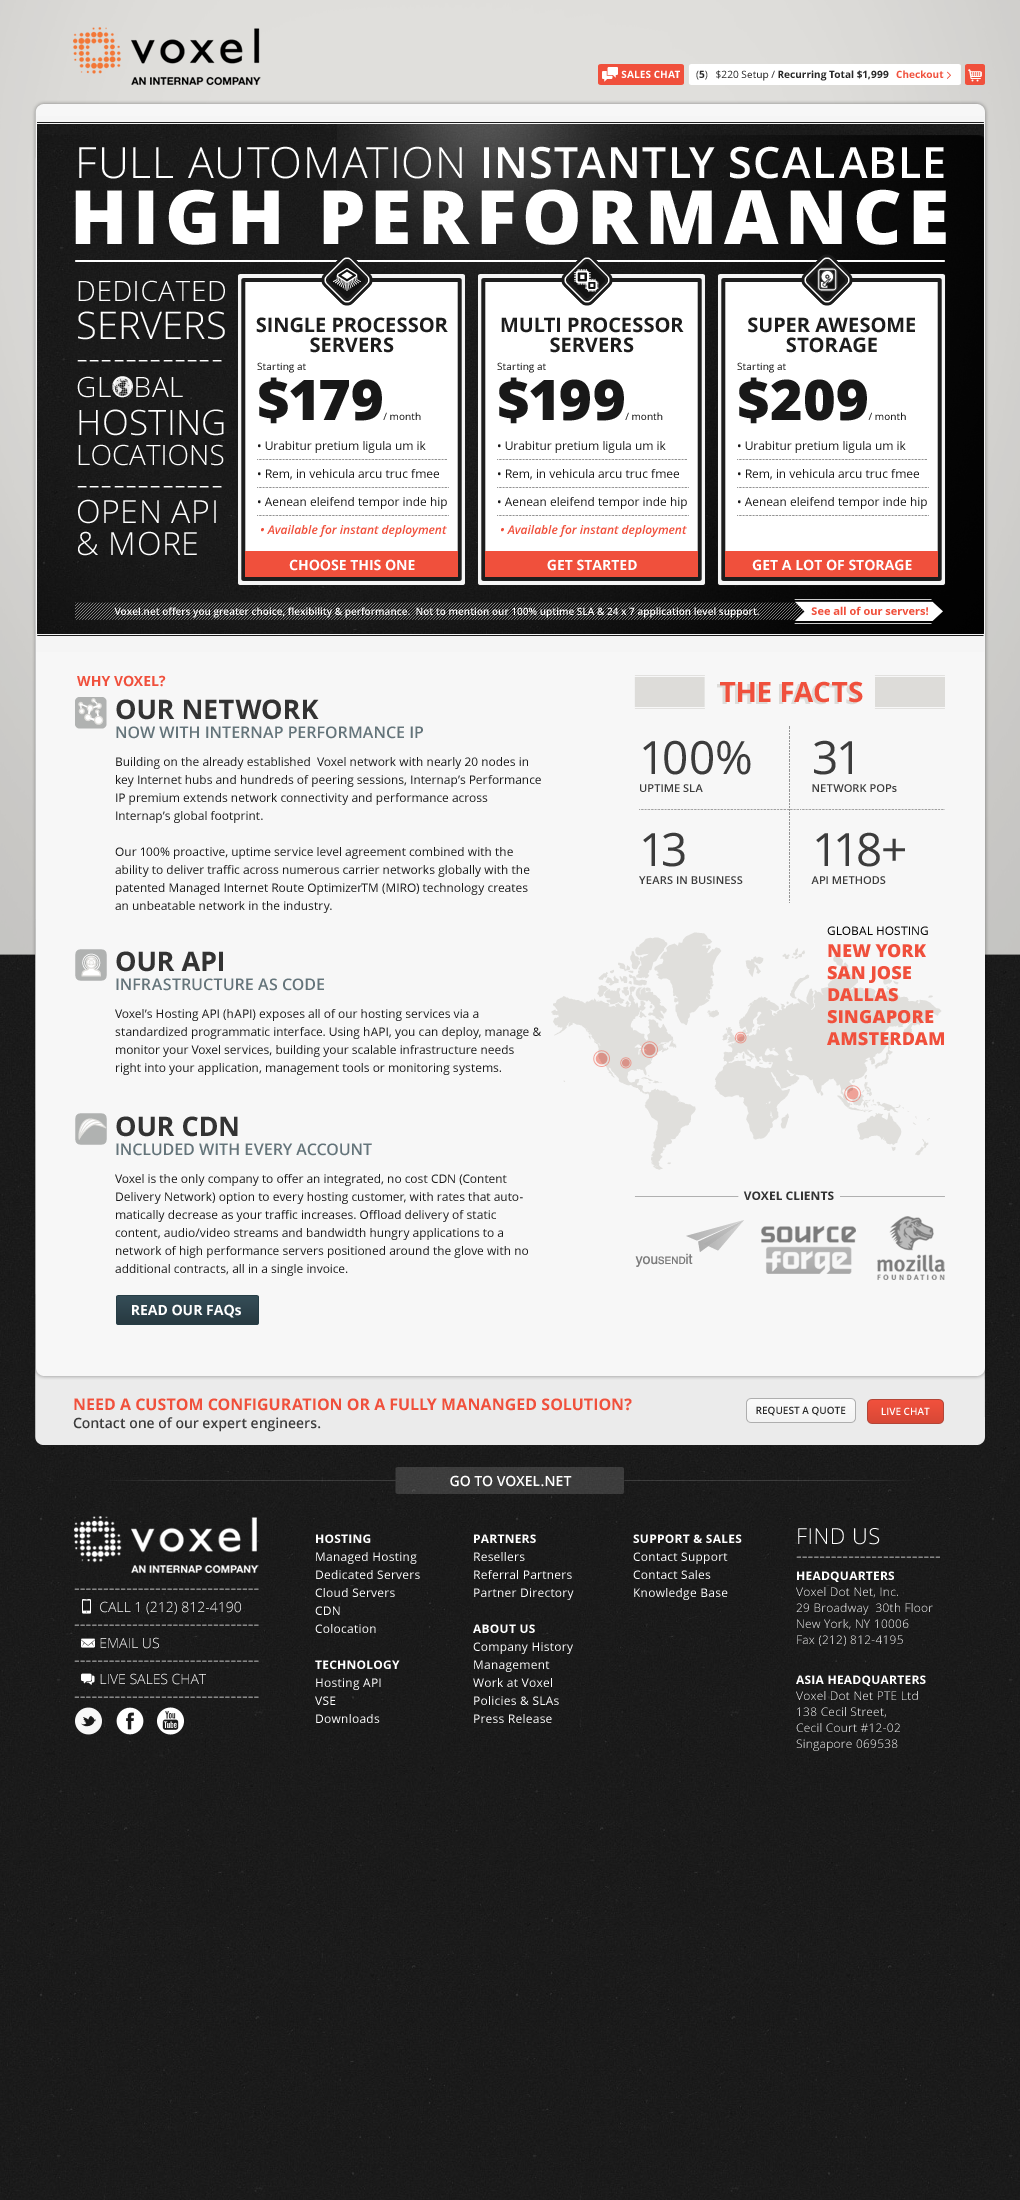 voxel
AN INTERNAP COMPANY
SALES CHAT
(5) $220 Setup / Recurring Total $1,999 Checkout >
FULL AUTOMATION INSTANTLY SCALABLE
HIGH PERFORMANCE
DEDICATED
SERVERS
GLOBAL
HOSTING
LOCATIONS
OPEN API
& MORE
SINGLE PROCESSOR
SERVERS
Starting at
$179 / month
• Urabitur pretium ligula um ik
• Rem, in vehicula arcu truc fmee
• Aenean eleifend tempor inde hip
• Available for instant deployment
CHOOSE THIS ONE
MULTI PROCESSOR
SERVERS
Starting at
$199 / month
• Urabitur pretium ligula um ik
• Rem, in vehicula arcu truc fmee
• Aenean eleifend tempor inde hip
• Available for instant deployment
GET STARTED
SUPER AWESOME
STORAGE
Starting at
$209 / month
• Urabitur pretium ligula um ik
• Rem, in vehicula arcu truc fmee
• Aenean eleifend tempor inde hip
GET A LOT OF STORAGE
Voxel.net offers you greater choice, flexibility & performance. Not to mention our 100% uptime SLA & 24 x 7 application level support.
See all of our servers!
WHY VOXEL?
OUR NETWORK
NOW WITH INTERNAP PERFORMANCE IP
Building on the already established Voxel network with nearly 20 nodes in
key Internet hubs and hundreds of peering sessions, Internap's Performance
IP premium extends network connectivity and performance across
Internap's global footprint.
Our 100% proactive, uptime service level agreement combined with the
ability to deliver traffic across numerous carrier networks globally with the
patented Managed Internet Route OptimizerTM (MIRO) technology creates
an unbeatable network in the industry.
OUR API
INFRASTRUCTURE AS CODE
Voxel's Hosting API (hAPI) exposes all of our hosting services via a
standardized programmatic interface. Using hAPI, you can deploy, manage &
monitor your Voxel services, building your scalable infrastructure needs
right into your application, management tools or monitoring systems.
OUR CDN
INCLUDED WITH EVERY ACCOUNT
Voxel is the only company to offer an integrated, no cost CDN (Content
Delivery Network) option to every hosting customer, with rates that auto-
matically decrease as your traffic increases. Offload delivery of static
content, audio/video streams and bandwidth hungry applications to a
network of high performance servers positioned around the glove with no
additional contracts, all in a single invoice.
READ OUR FAQs
THE FACTS
100%
UPTIME SLA
31
NETWORK POPs
13
YEARS IN BUSINESS
118+
API METHODS
GLOBAL HOSTING
NEW YORK
SAN JOSE
DALLAS
SINGAPORE
AMSTERDAM
VOXEL CLIENTS
yousendit
source
forge
mozilla
FOUNDATION
NEED A CUSTOM CONFIGURATION OR A FULLY MANANGED SOLUTION?
Contact one of our expert engineers.
REQUEST A QUOTE
LIVE CHAT
GO TO VOXEL.NET
voxel
AN INTERNAP COMPANY
CALL 1 (212) 812-4190
EMAIL US
LIVE SALES CHAT
You
Tube
HOSTING
Managed Hosting
Dedicated Servers
Cloud Servers
CDN
Colocation
TECHNOLOGY
Hosting API
VSE
Downloads
PARTNERS
Resellers
Referral Partners
Partner Directory
ABOUT US
Company History
Management
Work at Voxel
Policies & SLAs
Press Release
SUPPORT & SALES
Contact Support
Contact Sales
Knowledge Base
FIND US
HEADQUARTERS
Voxel Dot Net, Inc.
29 Broadway 30th Floor
New York, NY 10006
Fax (212) 812-4195
ASIA HEADQUARTERS
Voxel Dot Net PTE Ltd
138 Cecil Street,
Cecil Court #12-02
Singapore 069538